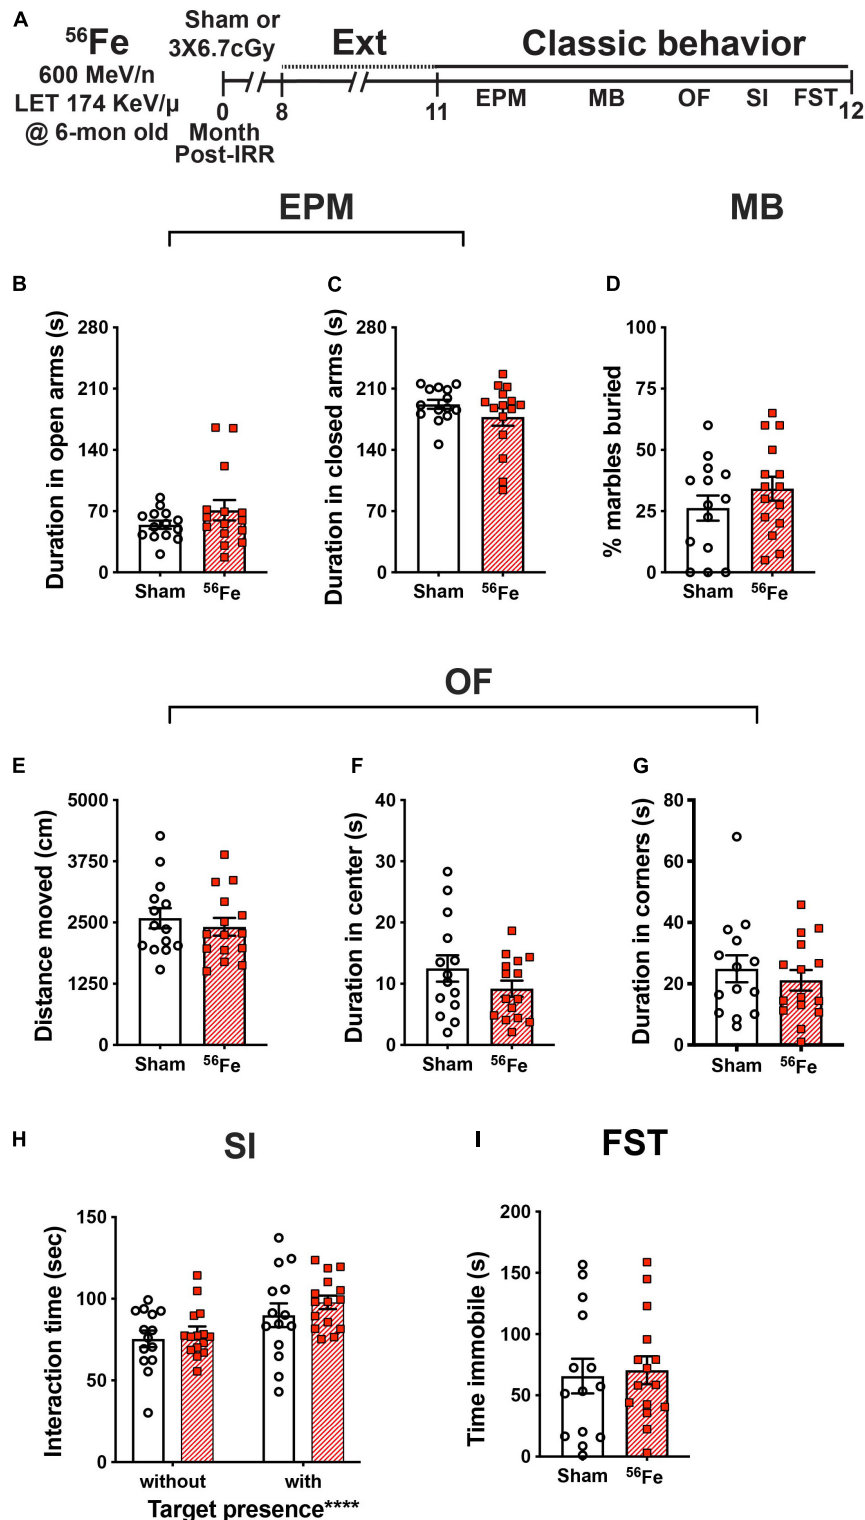 A
56Fe
600 MeV/n
LET 174 KeV/μ
@ 6-mon old
Sham or
3X6.7cGy
Ext
Classic behavior
0
8
11
12
EPM
MB
OF
SI
FST
Month
Post-IRR
EPM
MB
B
Duration in open arms (s)
280
210
140
70
0
Sham
56Fe
C
Duration in closed arms (s)
280
210
140
70
0
Sham
56Fe
D
% marbles buried
100
75
50
25
0
Sham
56Fe
OF
E
Distance moved (cm)
5000
3750
2500
1250
0
Sham
56Fe
F
Duration in center (s)
40
30
20
10
0
Sham
56Fe
G
Duration in corners (s)
80
60
40
20
0
Sham
56Fe
H
SI
Interaction time (sec)
150
100
50
0
without
with
Target presence****
I
FST
Time immobile (s)
200
150
100
50
0
Sham
56Fe